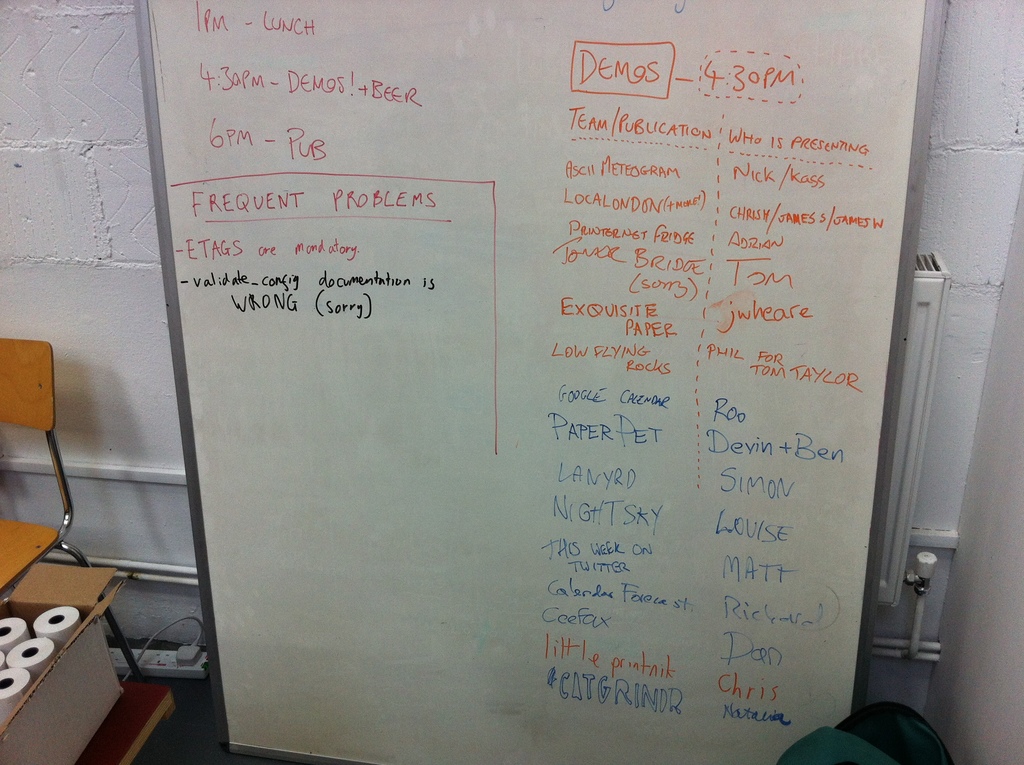 1PM - LUNCH
4:30PM - DEMOS! + BEER
6PM - PUB
FREQUENT PROBLEMS
- ETAGS are mandatory.
- validate_config documentation is
WRONG (sorry)
DEMOS - 4:30PM
TEAM/PUBLICATION WHO IS PRESENTING
ASCII METEOGRAM Nick/Kass
LOCALONDON (+MORE!) CHRISH/JAMES S/JAMES W
PRINTERNET FRIDGE ADRIAN
BRIDGE TOM
(sorry)
EXQUISITE jwheare
PAPER
LOW FLYING PHIL FOR
ROCKS TOM TAYLOR
GOOGLE CALENDAR Roo
PAPER PET Devin + Ben
LANYRD SIMON
NIGHTSKY LOUISE
THIS WEEK ON MATT
TWITTER
Calendar Forecast Richard
Ceefax Dan
little printnik Chris
CATGRINDR Natalia